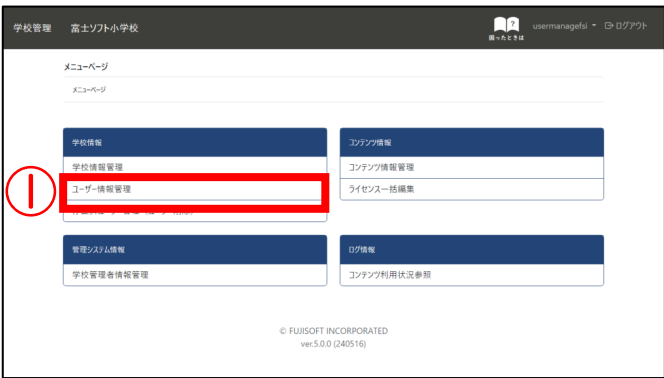 学校管理 富士ソフト小学校
?
困ったときは
usermanagefsi ログアウト
メニューページ
メニューページ
学校情報
学校情報管理
ユーザー情報管理
コンテンツ情報
コンテンツ情報管理
ライセンス一括編集
管理システム情報
学校管理者情報管理
ログ情報
コンテンツ利用状況参照
①
© FUJISOFT INCORPORATED
ver.5.0.0 (240516)